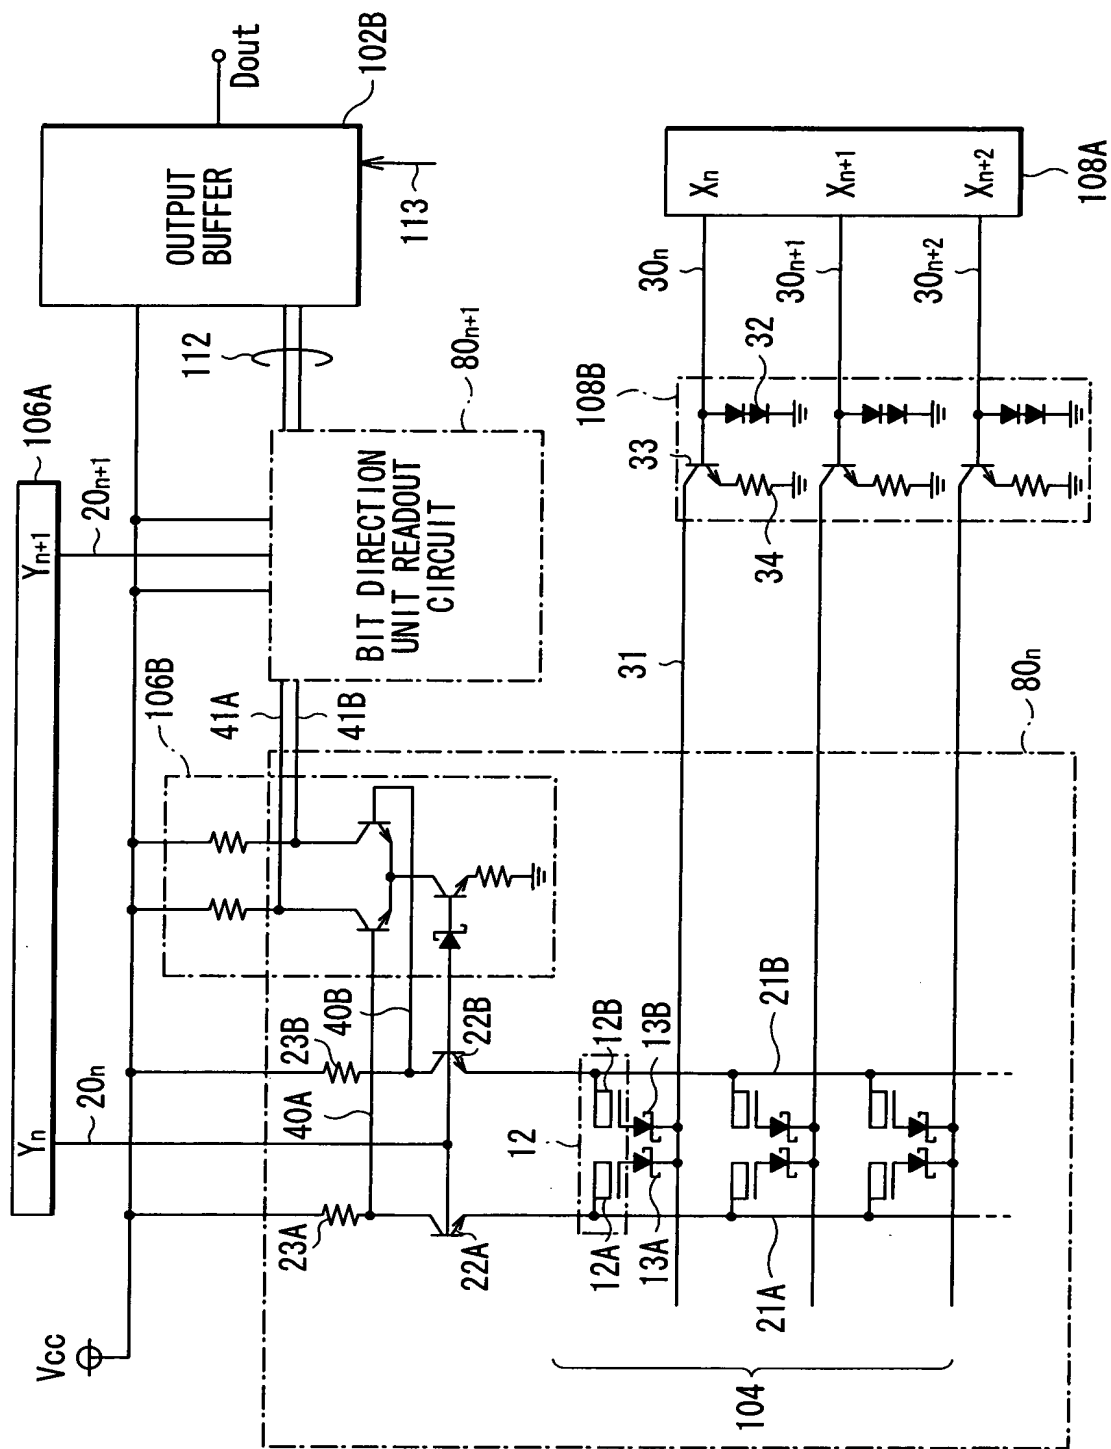 Vcc
Yn
106A
Yn+1
20n
20n+1
OUTPUT
BUFFER
Dout
102B
113
112
106B
41A
41B
BIT DIRECTION
UNIT READOUT
CIRCUIT
80n+1
23A
23B
40A
40B
22A
22B
12
12A
12B
13A
13B
21A
21B
104
80n
31
33
34
32
108B
30n
30n+1
30n+2
Xn
Xn+1
Xn+2
108A